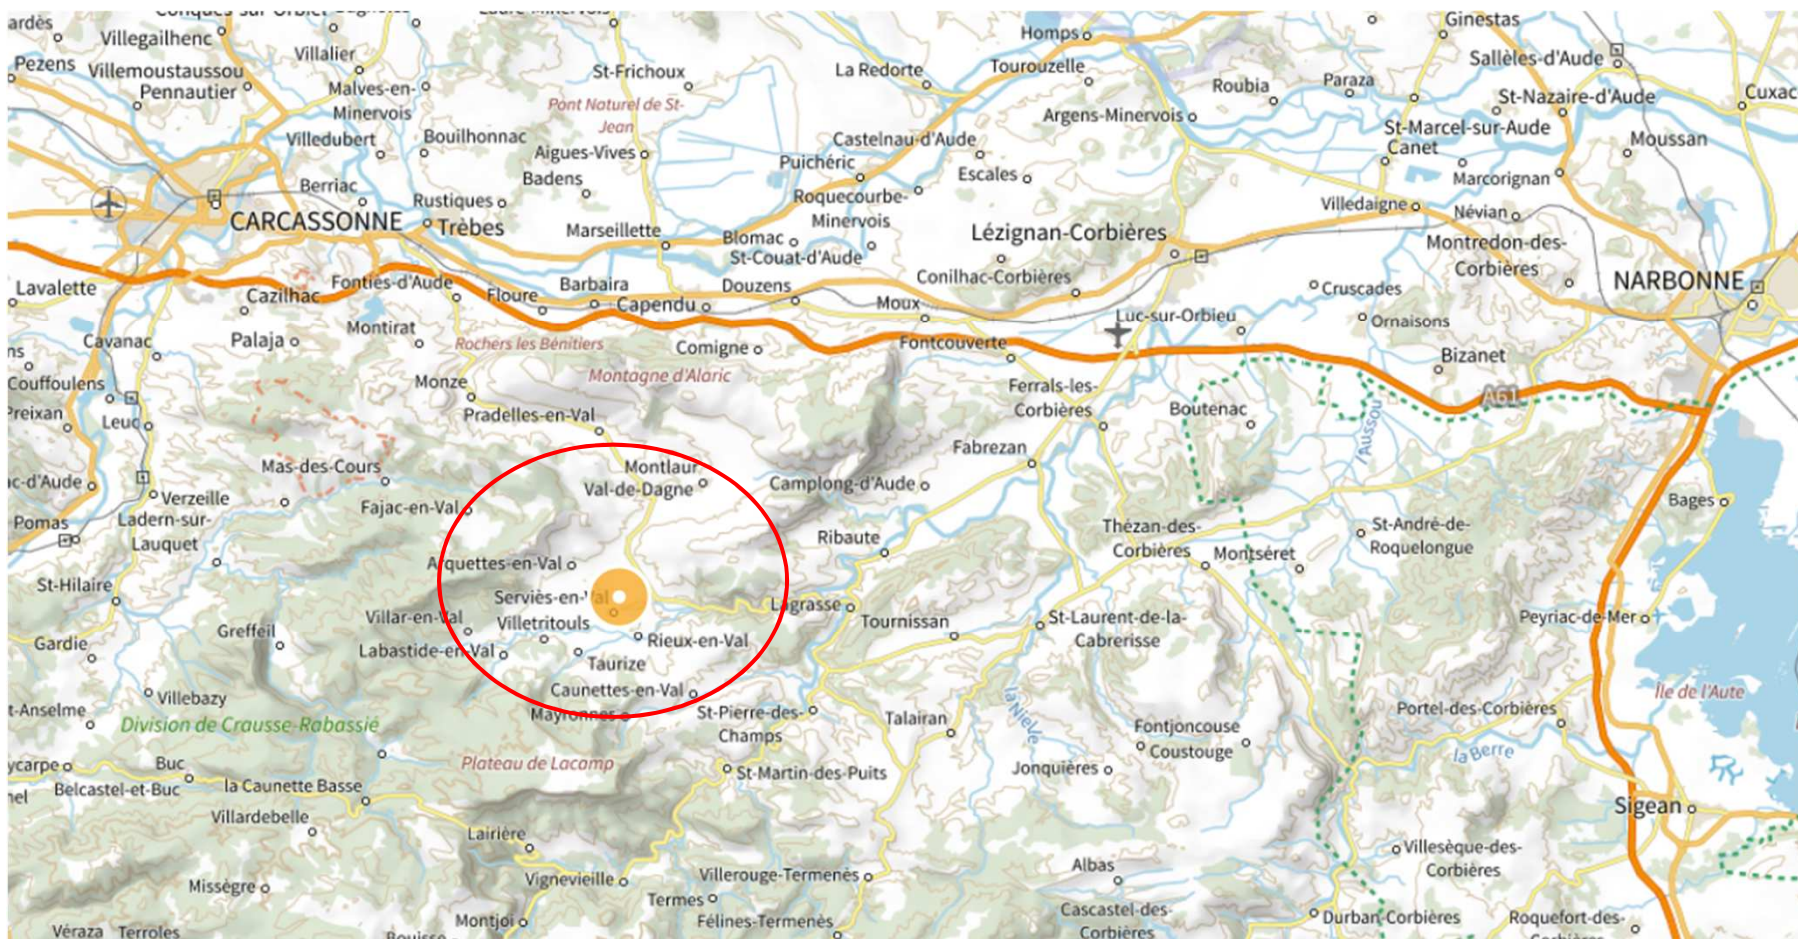 Villegailhenc
Villalier
Ginestas
Homps
Sallèles-d'Aude
Pezens
Villemoustaussou
Pennautier
St-Frichoux
La Redorte
Tourouzelle
Roubia
Paraza
Malves-en-
Minervois
Pont Naturel de St-
Jean
Argens-Minervois
St-Nazaire-d'Aude
Cuxac
Villedubert
Bouilhonnac
Aigues-Vives
Castelnau-d'Aude
St-Marcel-sur-Aude
Canet
Moussan
Badens
Puichéric
Escales
Marcorignan
Berriac
Rustiques
Roquecourbe-
Minervois
Villedaigne
Névian
CARCASSONNE
Trèbes
Marseillette
Blomac
St-Couat-d'Aude
Lézignan-Corbières
Montredon-des-
Corbières
Lavalette
Cazilhac
Fontiès-d'Aude
Floure
Barbaira
Capendu
Douzens
Moux
Conilhac-Corbières
Cruscades
NARBONNE
Luc-sur-Orbieu
Ornaisons
Cavanac
Palaja
Montirat
Rochers les Bénitiers
Comigne
Fontcouverte
Bizanet
Couffoulens
Monze
Montagne d'Alaric
Ferrals-les-
Corbières
Boutenac
A61
Preixan
Leuc
Pradelles-en-Val
Aussou
Fabrezan
Mas-des-Cours
Montlaur
Val-de-Dagne
Camplong-d'Aude
c-d'Aude
Verzeille
Fajac-en-Val
Bages
Pomas
Ladern-sur-
Lauquet
Ribaute
Thézan-des-
Corbières
Montséret
St-André-de-
Roquelongue
Arquettes-en-Val
St-Hilaire
Serviès-en-Val
Lagrasse
Villar-en-Val
Villetritouls
Tournissan
St-Laurent-de-la-
Cabrerisse
Peyriac-de-Mer
Greffeil
Rieux-en-Val
Gardie
Labastide-en-Val
Taurize
Villebazy
Caunettes-en-Val
la Nielle
Île de l'Aute
t-Anselme
Division de Crausse-Rabassié
Mayronnes
St-Pierre-des-
Champs
Talairan
Fontjoncouse
Coustouge
Portel-des-Corbières
la Berre
ycarpe
Buc
Plateau de Lacamp
St-Martin-des-Puits
Jonquières
Belcastel-et-Buc
la Caunette Basse
Sigean
Villardebelle
Lairière
Villesèque-des-
Corbières
Missègre
Vignevieille
Villerouge-Termenès
Albas
Termes
Montjoi
Félines-Termenès
Cascastel-des-
Corbières
Durban-Corbières
Roquefort-des-
Véraza
Terroles